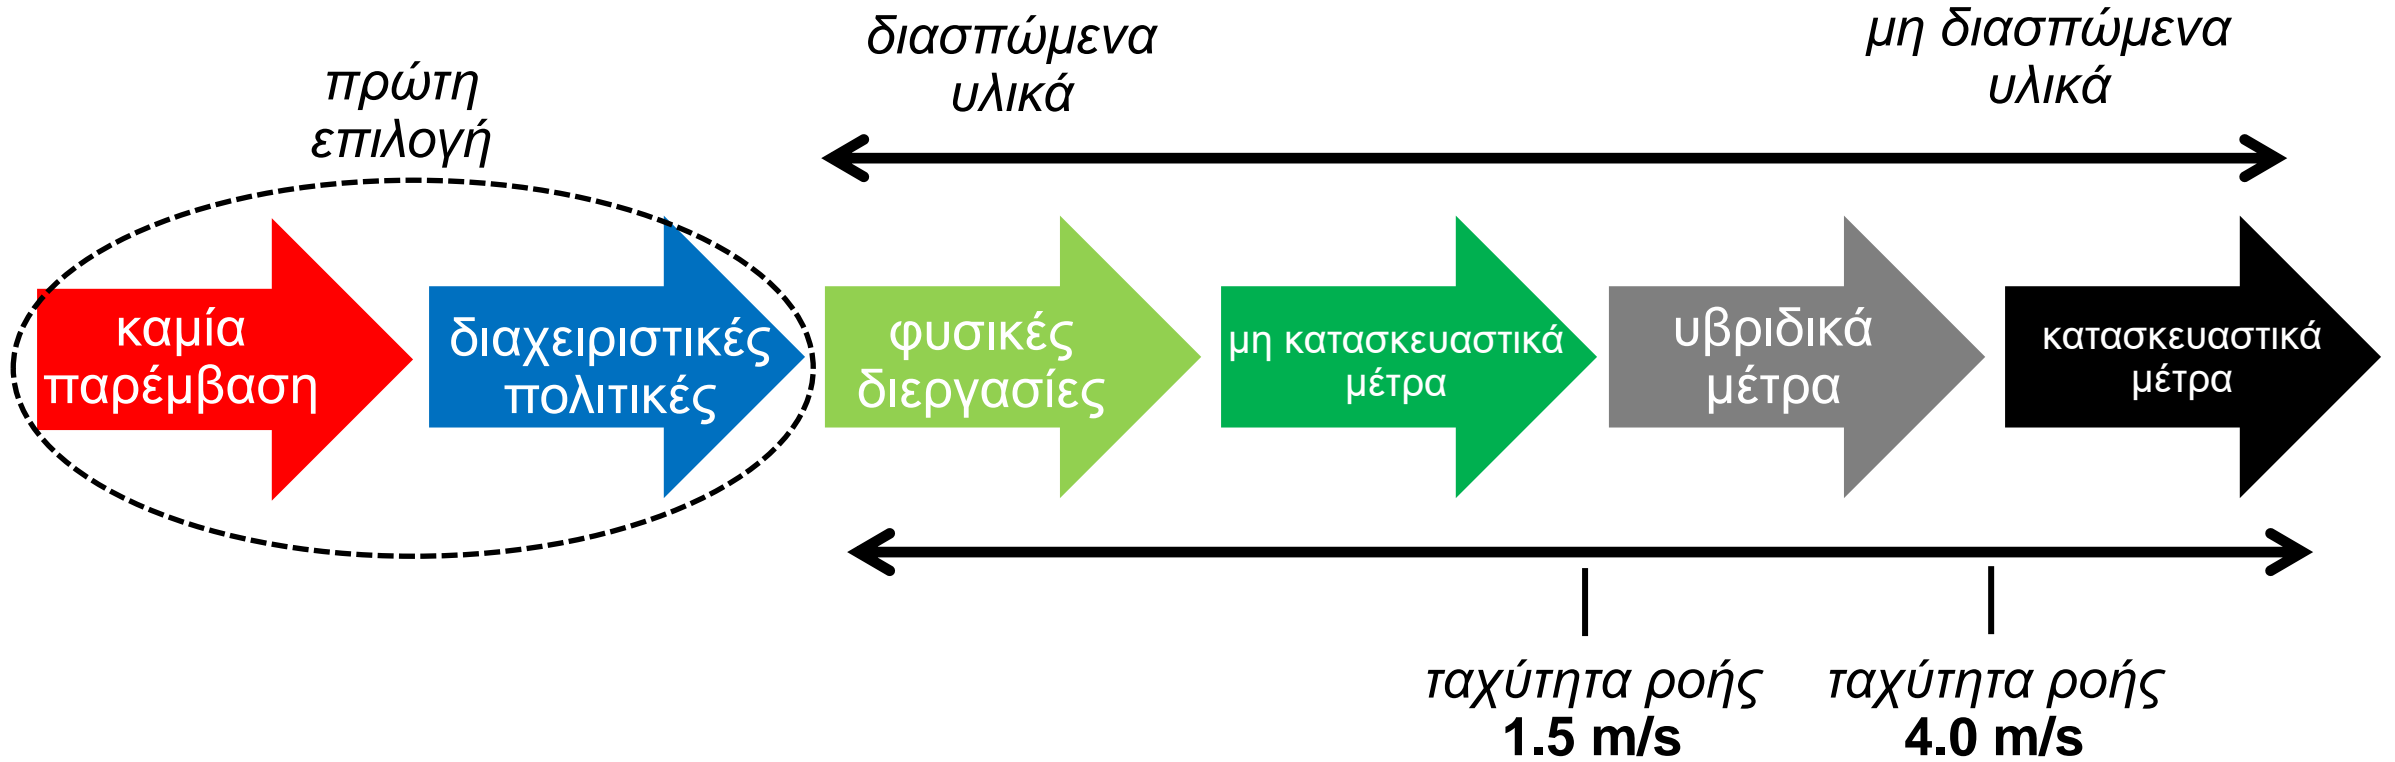 πρώτη
επιλογή
διασπώμενα
υλικά
μη διασπώμενα
υλικά
καμία
παρέμβαση
διαχειριστικές
πολιτικές
φυσικές
διεργασίες
μη κατασκευαστικά
μέτρα
υβριδικά
μέτρα
κατασκευαστικά
μέτρα
ταχύτητα ροής
1.5 m/s
ταχύτητα ροής
4.0 m/s